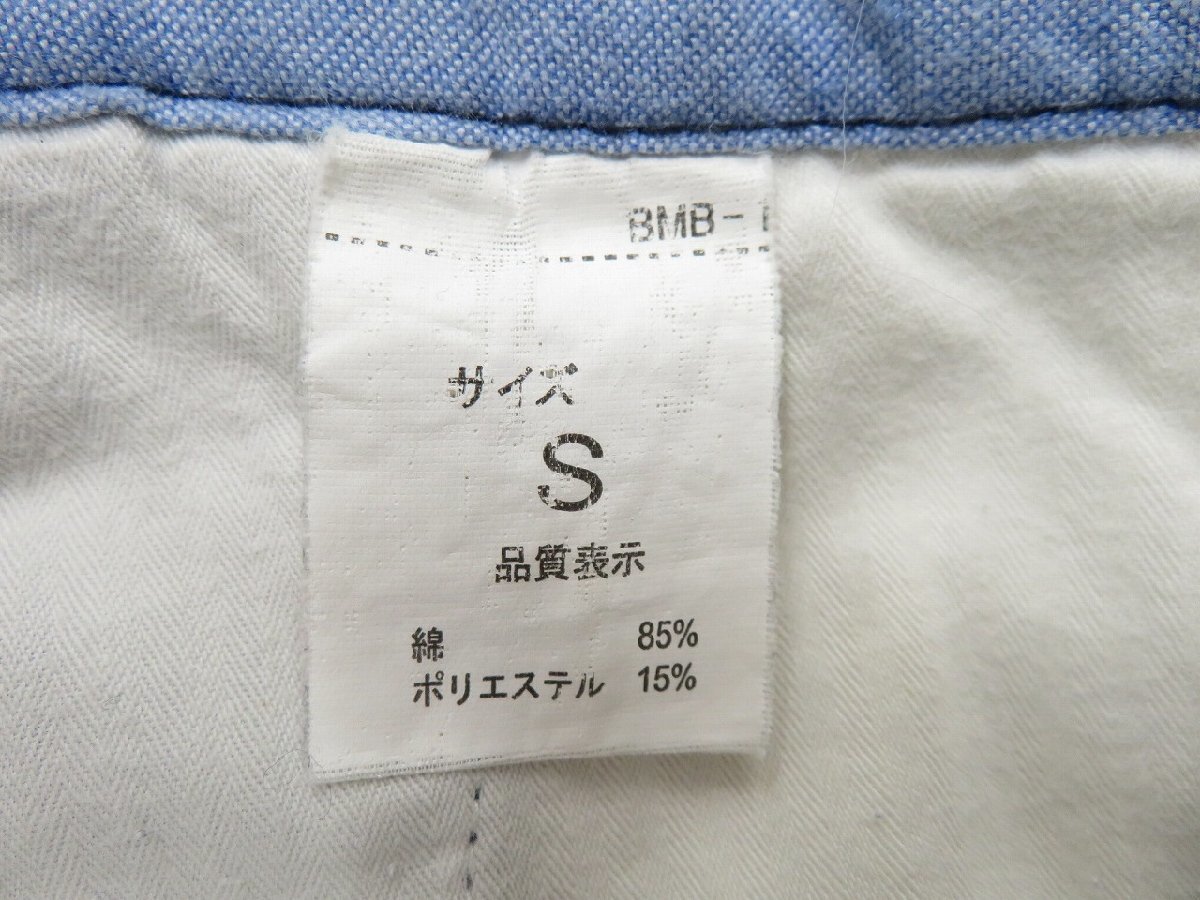 BMB-
サイズ
S
品質表示
綿 85%
ポリエステル 15%